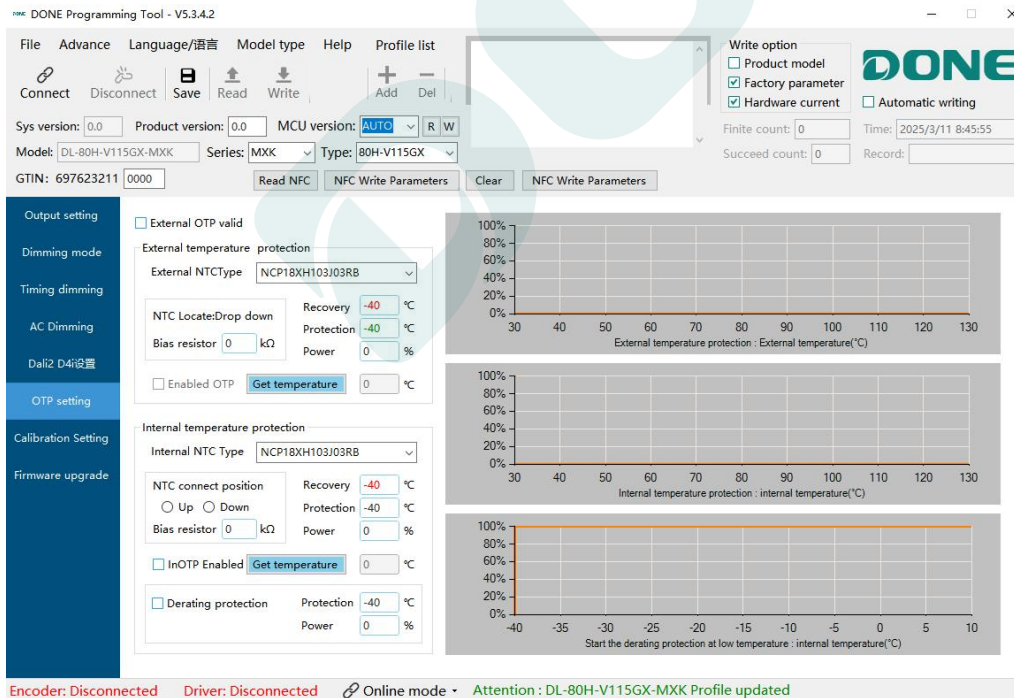 DONE DONE Programming Tool - V5.3.4.2
File Advance Language/语言 Model type Help Profile list
Connect Disconnect Save Read Write Add Del
Write option
Product model
Factory parameter
Hardware current
DONE
Automatic writing
Sys version: 0.0 Product version: 0.0 MCU version: AUTO R W
Finite count: 0 Time: 2025/3/11 8:45:55
Model: DL-80H-V115GX-MXK Series: MXK Type: 80H-V115GX
Succeed count: 0 Record:
GTIN: 697623211 0000 Read NFC NFC Write Parameters Clear NFC Write Parameters
Output setting
Dimming mode
Timing dimming
AC Dimming
Dali2 D4i设置
OTP setting
Calibration Setting
Firmware upgrade
External OTP valid
External temperature protection
External NTCType NCP18XH103J03RB
NTC Locate:Drop down
Bias resistor 0 kΩ
Recovery -40 ℃
Protection -40 ℃
Power 0 %
Enabled OTP Get temperature 0 ℃
Internal temperature protection
Internal NTC Type NCP18XH103J03RB
NTC connect position
Up Down
Bias resistor 0 kΩ
Recovery -40 ℃
Protection -40 ℃
Power 0 %
InOTP Enabled Get temperature 0 ℃
Derating protection Protection -40 ℃
Power 0 %
100%
80%
60%
40%
20%
0%
30 40 50 60 70 80 90 100 110 120 130
External temperature protection : External temperature(°C)
100%
80%
60%
40%
20%
0%
30 40 50 60 70 80 90 100 110 120 130
Internal temperature protection : internal temperature(°C)
100%
80%
60%
40%
20%
0%
-40 -35 -30 -25 -20 -15 -10 -5 0 5 10
Start the derating protection at low temperature : internal temperature(°C)
Encoder: Disconnected Driver: Disconnected Online mode Attention : DL-80H-V115GX-MXK Profile updated